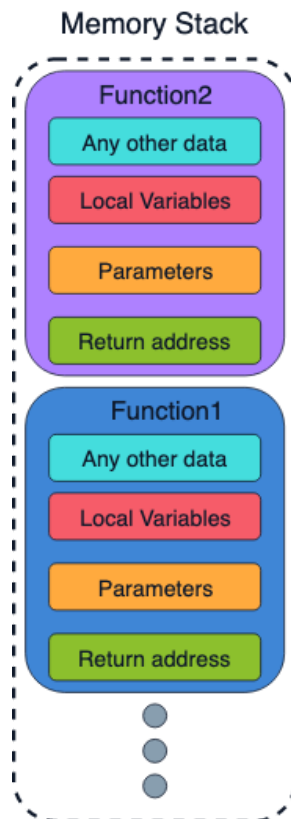 Memory Stack
Function2
Any other data
Local Variables
Parameters
Return address
Function1
Any other data
Local Variables
Parameters
Return address